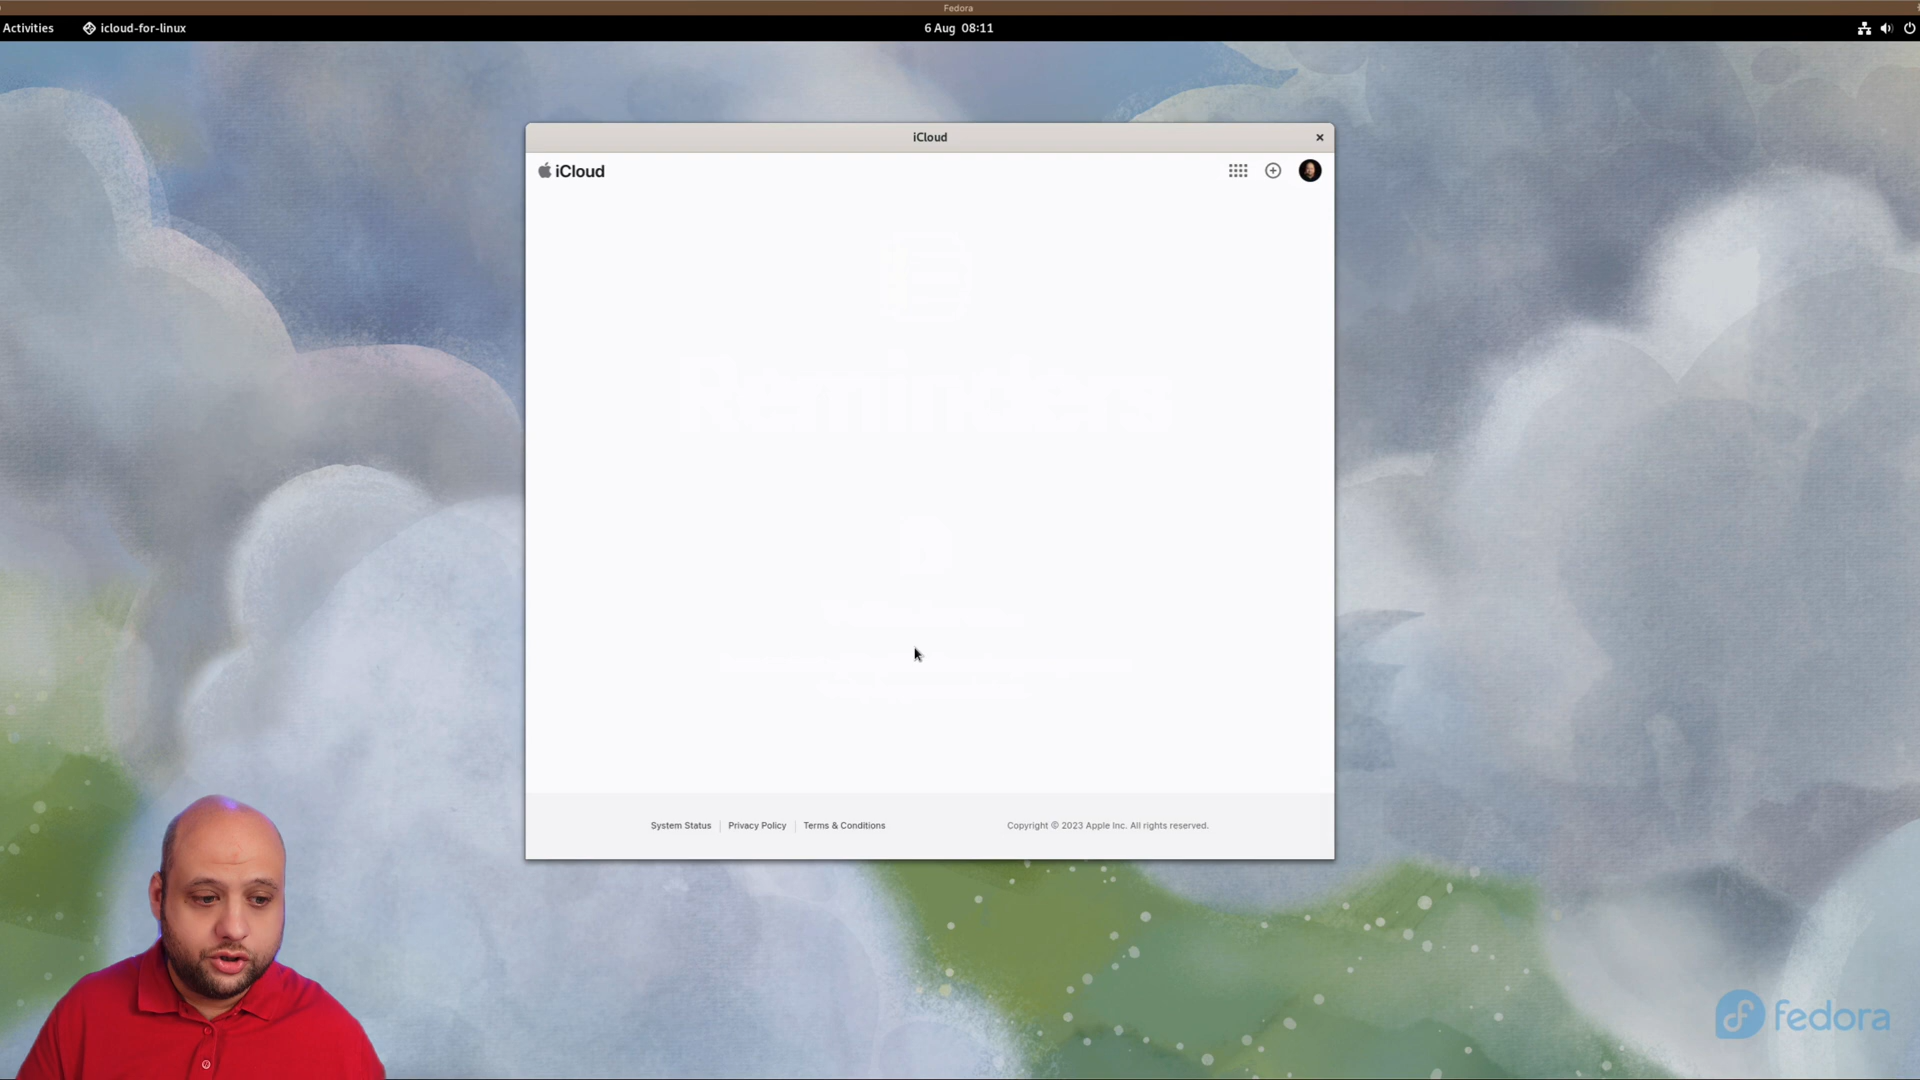 Fedora
Activities
icloud-for-linux
6 Aug 08:11
iCloud
iCloud
Reminders
System Status
Privacy Policy
Terms & Conditions
Copyright © 2023 Apple Inc. All rights reserved.
fedora